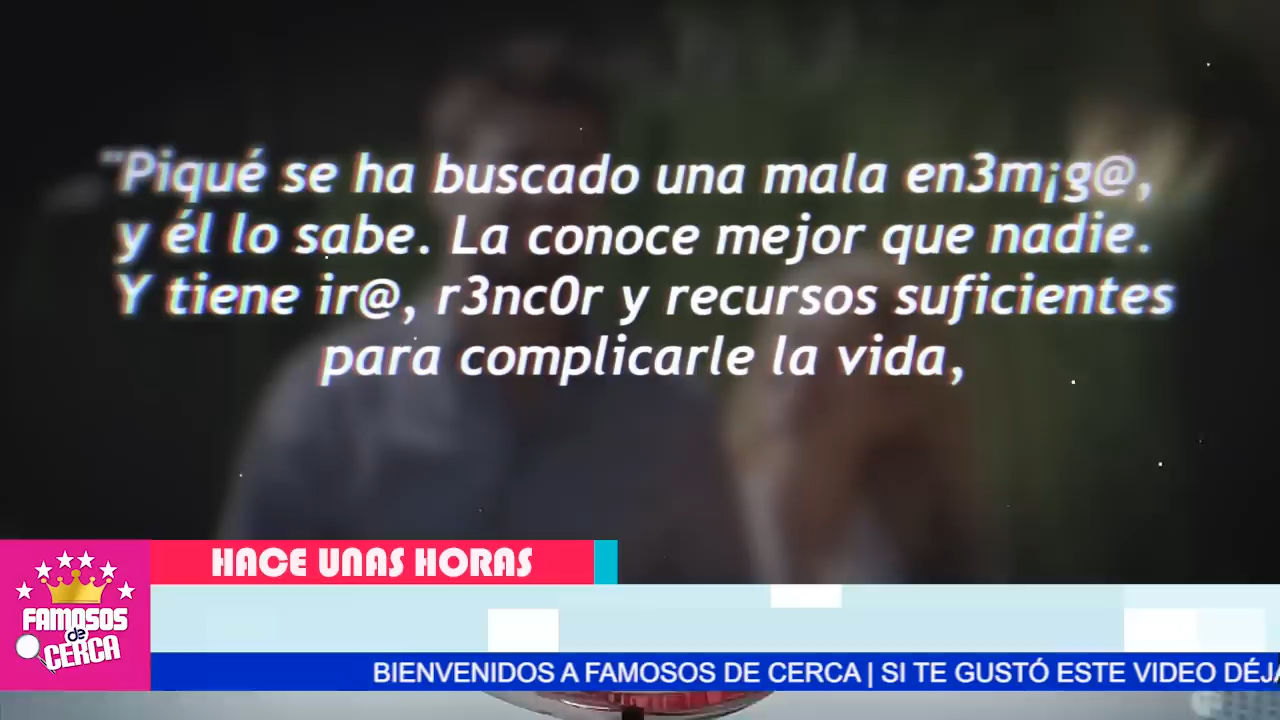 "Piqué se ha buscado una mala en3m¡g@,
y él lo sabe. La conoce mejor que nadie.
Y tiene ir@, r3nc0r y recursos suficientes
para complicarle la vida,
HACE UNAS HORAS
FAMOSOS
de
CERCA
BIENVENIDOS A FAMOSOS DE CERCA | SI TE GUSTÓ ESTE VIDEO DÉJA